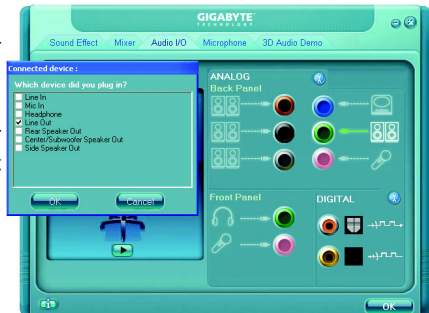 GIGABYTE
TECHNOLOGY
Sound Effect Mixer Audio I/O Microphone 3D Audio Demo
Connected device :
Which device did you plug in?
Line In
Mic In
Headphone
Line Out
Rear Speaker Out
Center/Subwoofer Speaker Out
Side Speaker Out
OK Cancel
ANALOG
Back Panel
Front Panel
DIGITAL
OK